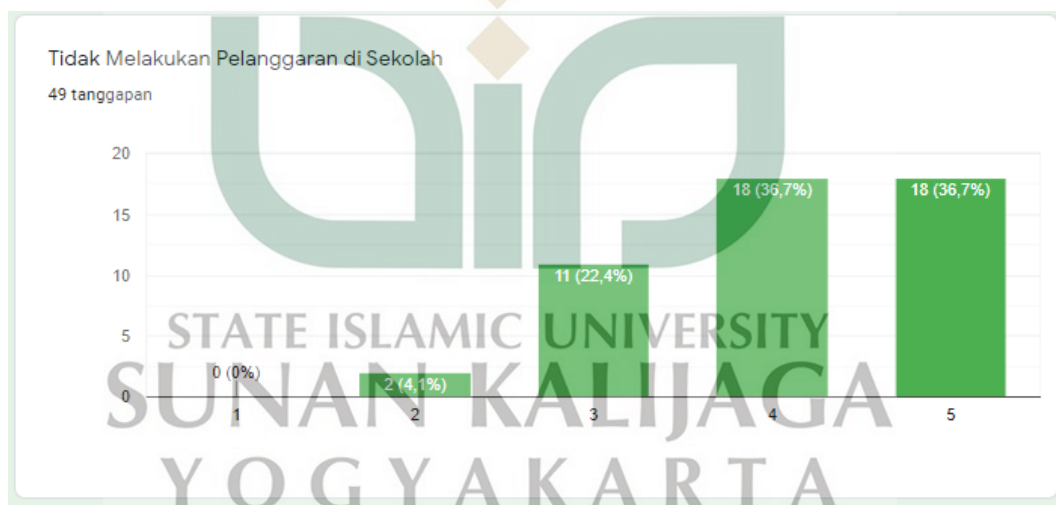 Tidak Melakukan Pelanggaran di Sekolah
49 tanggapan
20
15
10
5
0
0 (0%)
2 (4,1%)
11 (22,4%)
18 (36,7%)
18 (36,7%)
1 2 3 4 5
STATE ISLAMIC UNIVERSITY
SUNAN KALIJAGA
YOGYAKARTA